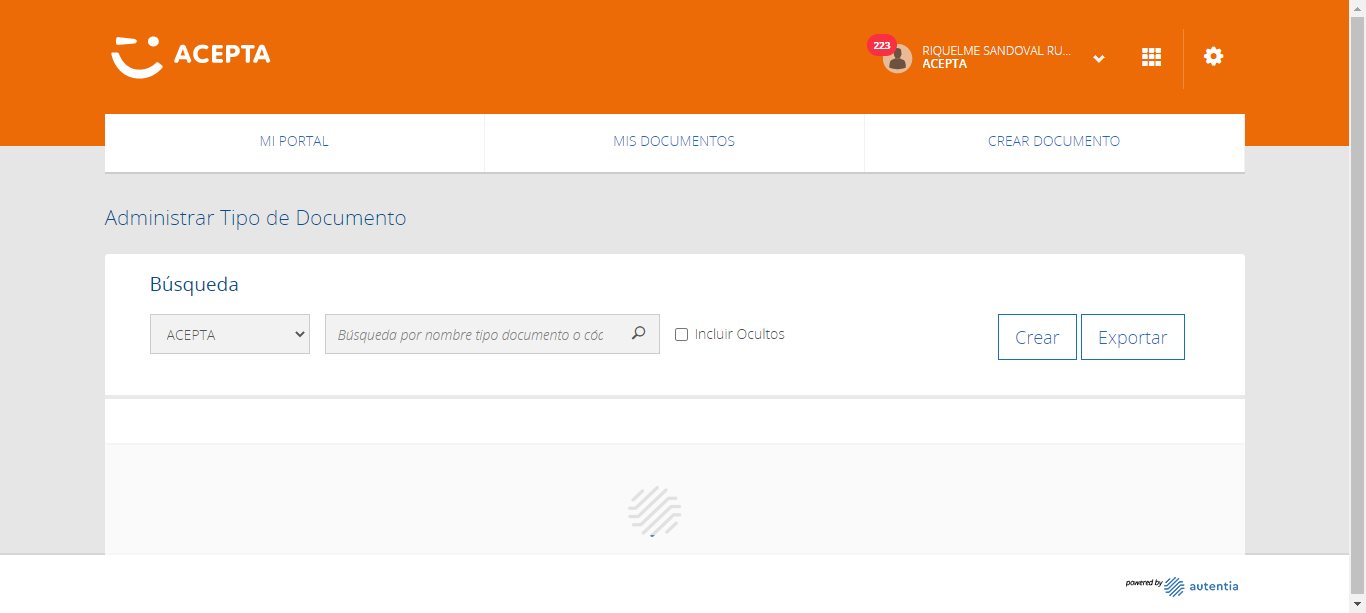 ACEPTA
223
RIQUELME SANDOVAL RU...
ACEPTA
MI PORTAL
MIS DOCUMENTOS
CREAR DOCUMENTO
Administrar Tipo de Documento
Búsqueda
ACEPTA
Búsqueda por nombre tipo documento o cóc
Incluir Ocultos
Crear
Exportar
powered by autentia